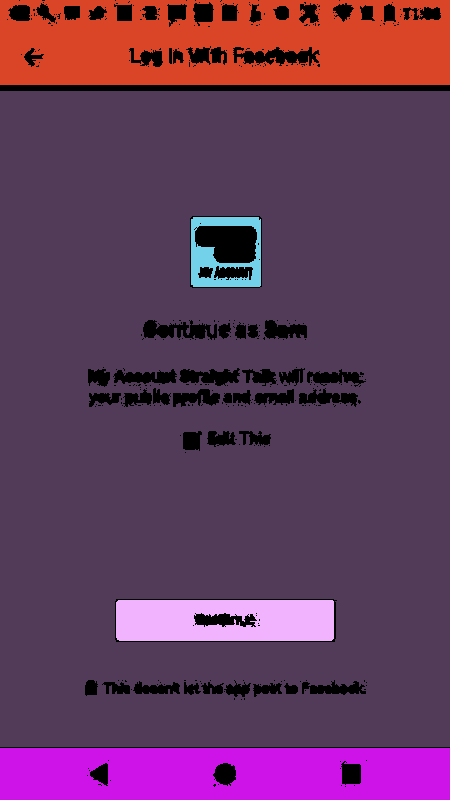 11:08
Log In With Facebook
MY ACCOUNT
Continue as Sam
My Account Straight Talk will receive:
your public profile and email address.
Edit This
Continue
This doesn't let the app post to Facebook